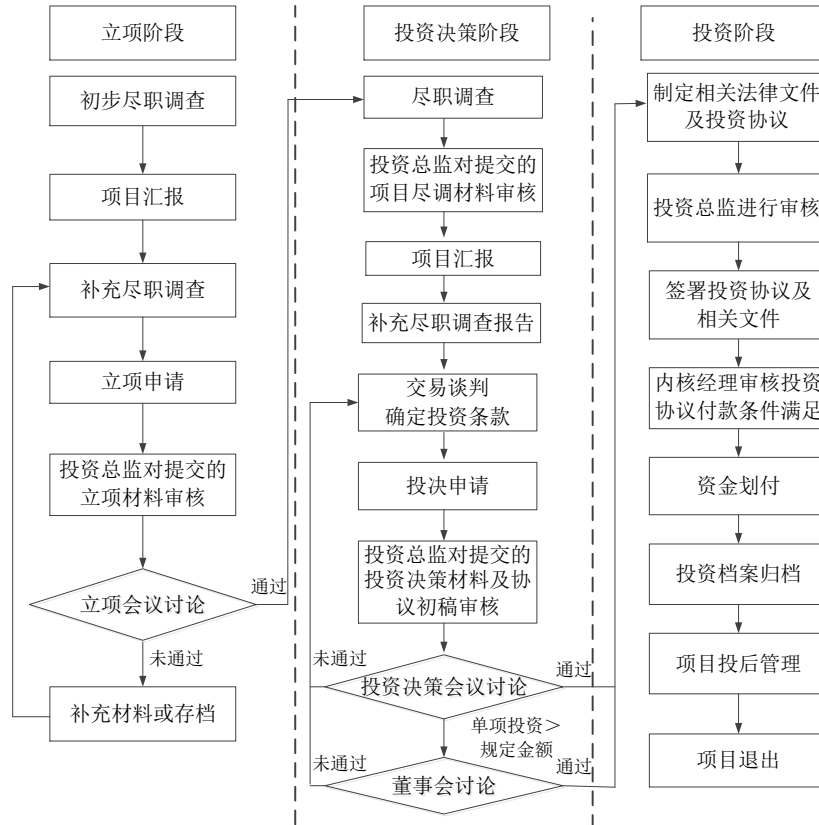 立项阶段
初步尽职调查
项目汇报
补充尽职调查
立项申请
投资总监对提交的
立项材料审核
立项会议讨论
通过
未通过
补充材料或存档
投资决策阶段
尽职调查
投资总监对提交的
项目尽调材料审核
项目汇报
补充尽职调查报告
交易谈判
确定投资条款
投决申请
投资总监对提交的
投资决策材料及协
议初稿审核
未通过
投资决策会议讨论
通过
单项投资＞
规定金额
未通过
董事会讨论
通过
投资阶段
制定相关法律文件
及投资协议
投资总监进行审核
签署投资协议及
相关文件
内核经理审核投资
协议付款条件满足
资金划付
投资档案归档
项目投后管理
项目退出